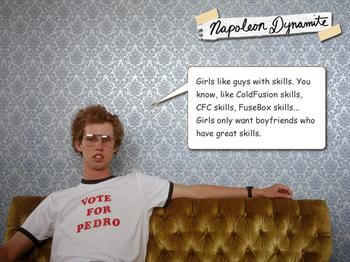 Napoleon Dynamite
Girls like guys with skills. You
know, like ColdFusion skills,
CFC skills, FuseBox skills...
Girls only want boyfriends who
have great skills.
VOTE
FOR
PEDRO